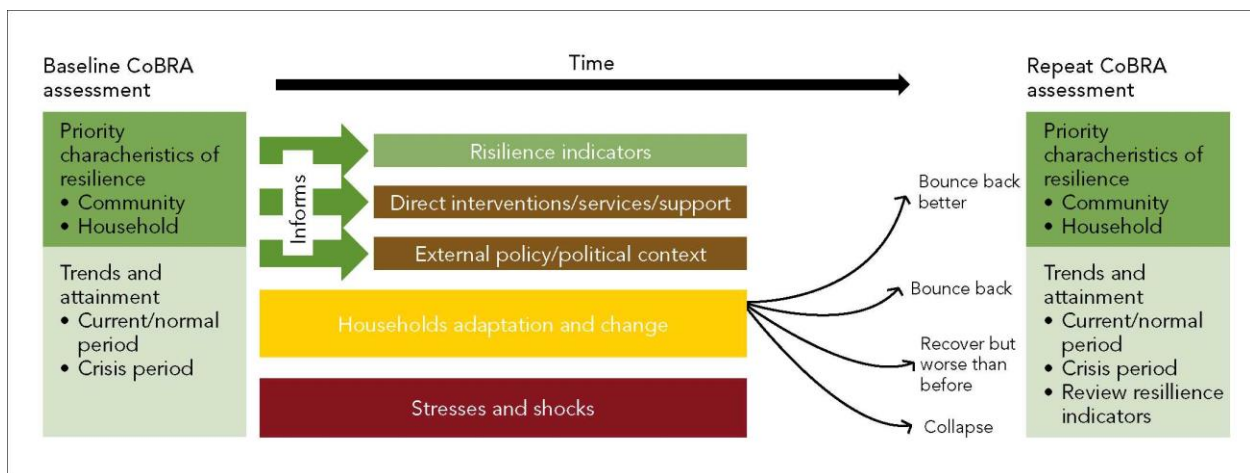 Baseline CoBRA
assessment
Priority
characheristics of
resilience
• Community
• Household
Trends and
attainment
• Current/normal
period
• Crisis period
Time
Informs
Risilience indicators
Direct interventions/services/support
External policy/political context
Households adaptation and change
Stresses and shocks
Bounce back
better
Bounce back
Recover but
worse than
before
Collapse
Repeat CoBRA
assessment
Priority
characheristics of
resilience
• Community
• Household
Trends and
attainment
• Current/normal
period
• Crisis period
• Review resillience
indicators